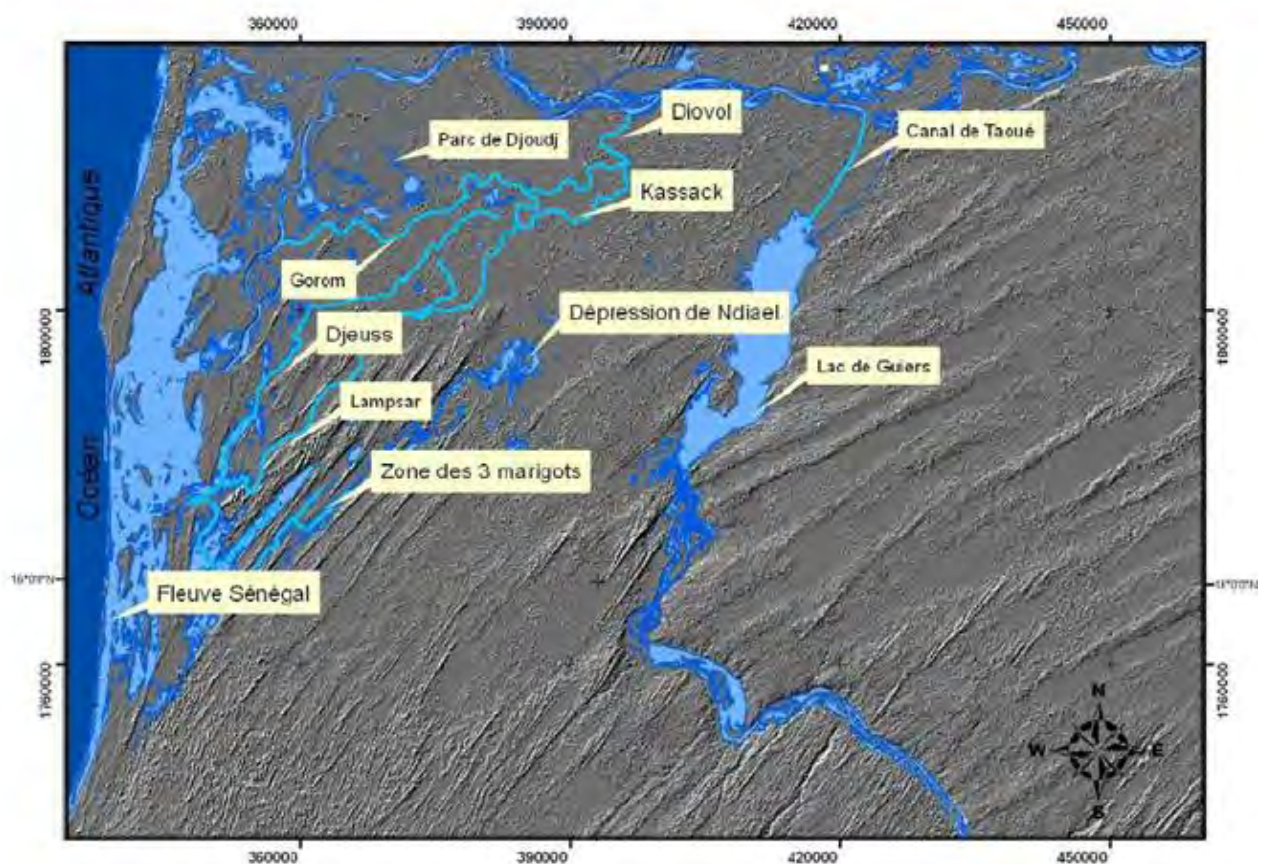 360000
390000
420000
450000
Diovol
Canal de Taoué
Parc de Djoudj
Kassack
Atlantique
Gorom
Dépression de Ndiael
1800000
1800000
Djeuss
Lac de Guiers
Lampsar
Océan
Zone des 3 marigots
Fleuve Sénégal
1760000
1760000
N
W
E
S
360000
390000
420000
450000